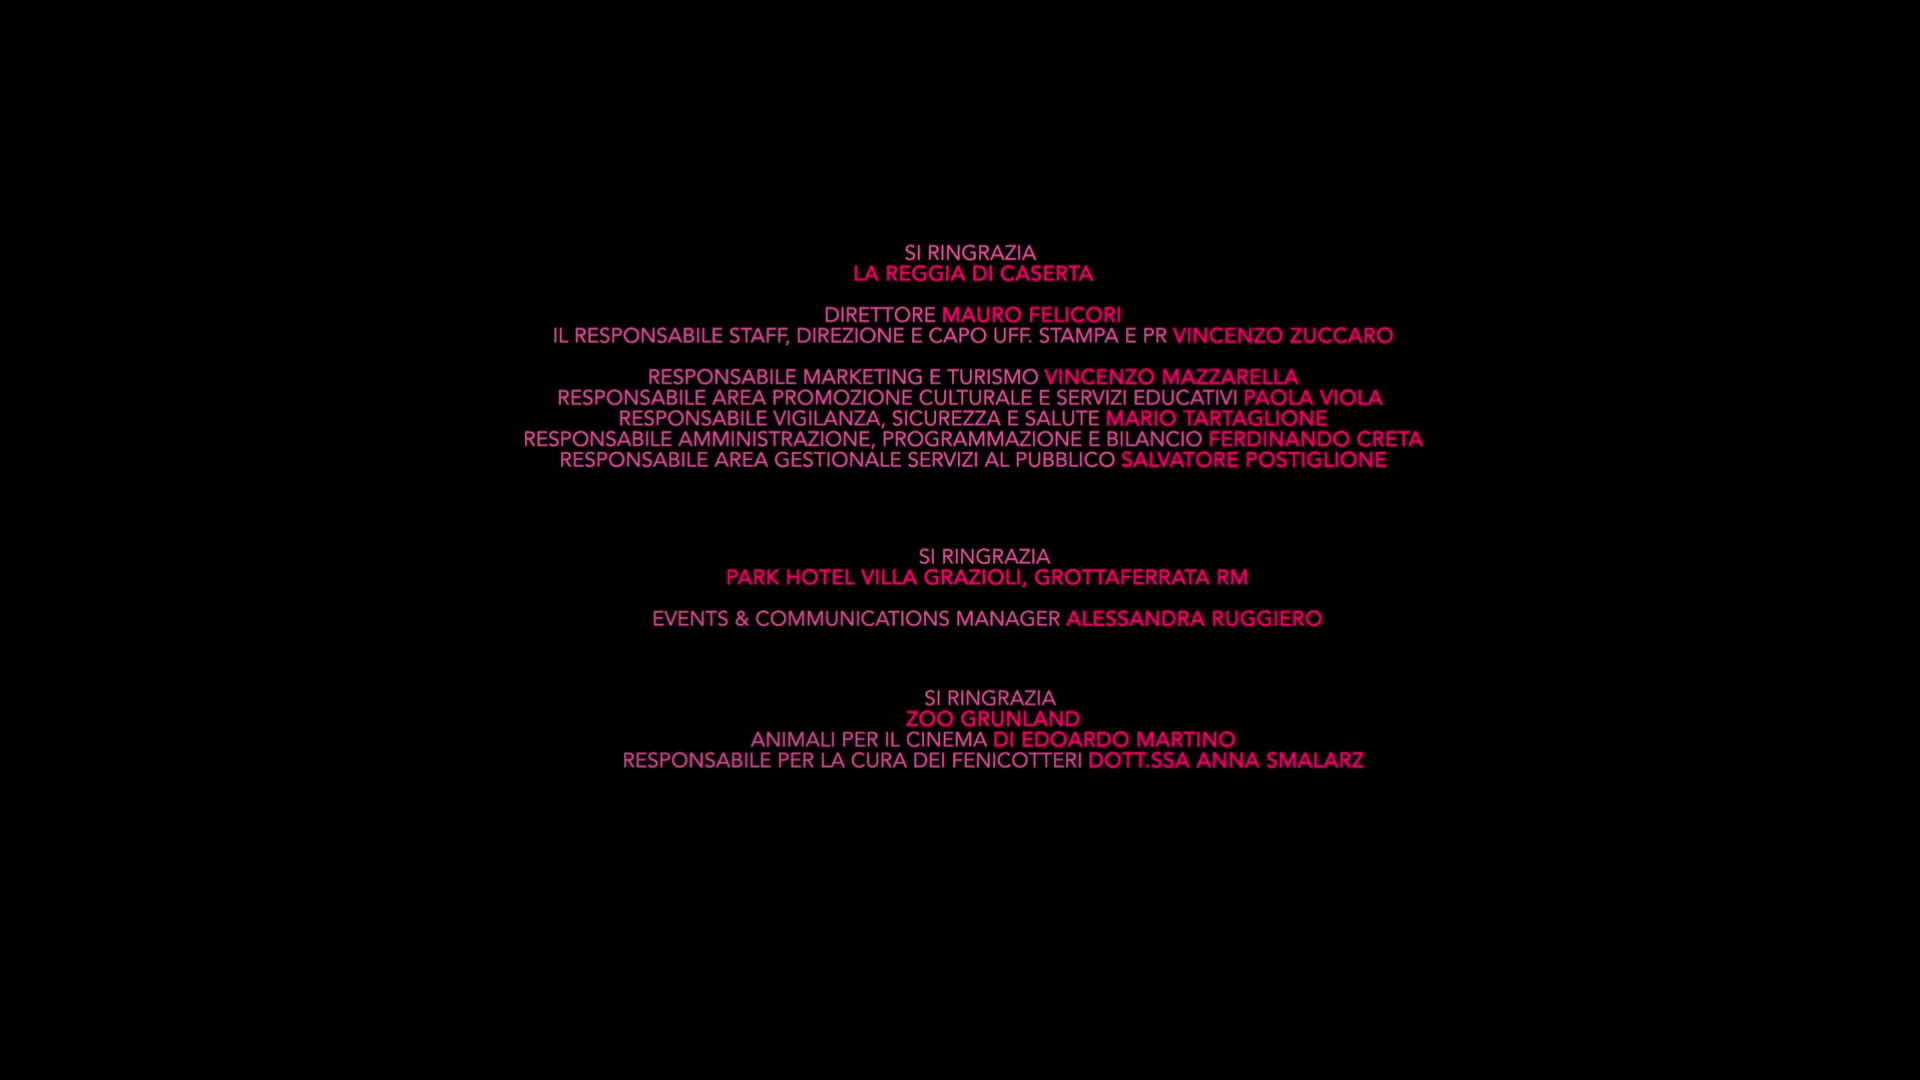 SI RINGRAZIA
LA REGGIA DI CASERTA
DIRETTORE MAURO FELICORI
IL RESPONSABILE STAFF, DIREZIONE E CAPO UFF. STAMPA E PR VINCENZO ZUCCARO
RESPONSABILE MARKETING E TURISMO VINCENZO MAZZARELLA
RESPONSABILE AREA PROMOZIONE CULTURALE E SERVIZI EDUCATIVI PAOLA VIOLA
RESPONSABILE VIGILANZA, SICUREZZA E SALUTE MARIO TARTAGLIONE
RESPONSABILE AMMINISTRAZIONE, PROGRAMMAZIONE E BILANCIO FERDINANDO CRETA
RESPONSABILE AREA GESTIONALE SERVIZI AL PUBBLICO SALVATORE POSTIGLIONE
SI RINGRAZIA
PARK HOTEL VILLA GRAZIOLI, GROTTAFERRATA RM
EVENTS & COMMUNICATIONS MANAGER ALESSANDRA RUGGIERO
SI RINGRAZIA
ZOO GRUNLAND
ANIMALI PER IL CINEMA DI EDOARDO MARTINO
RESPONSABILE PER LA CURA DEI FENICOTTERI DOTT.SSA ANNA SMALARZ